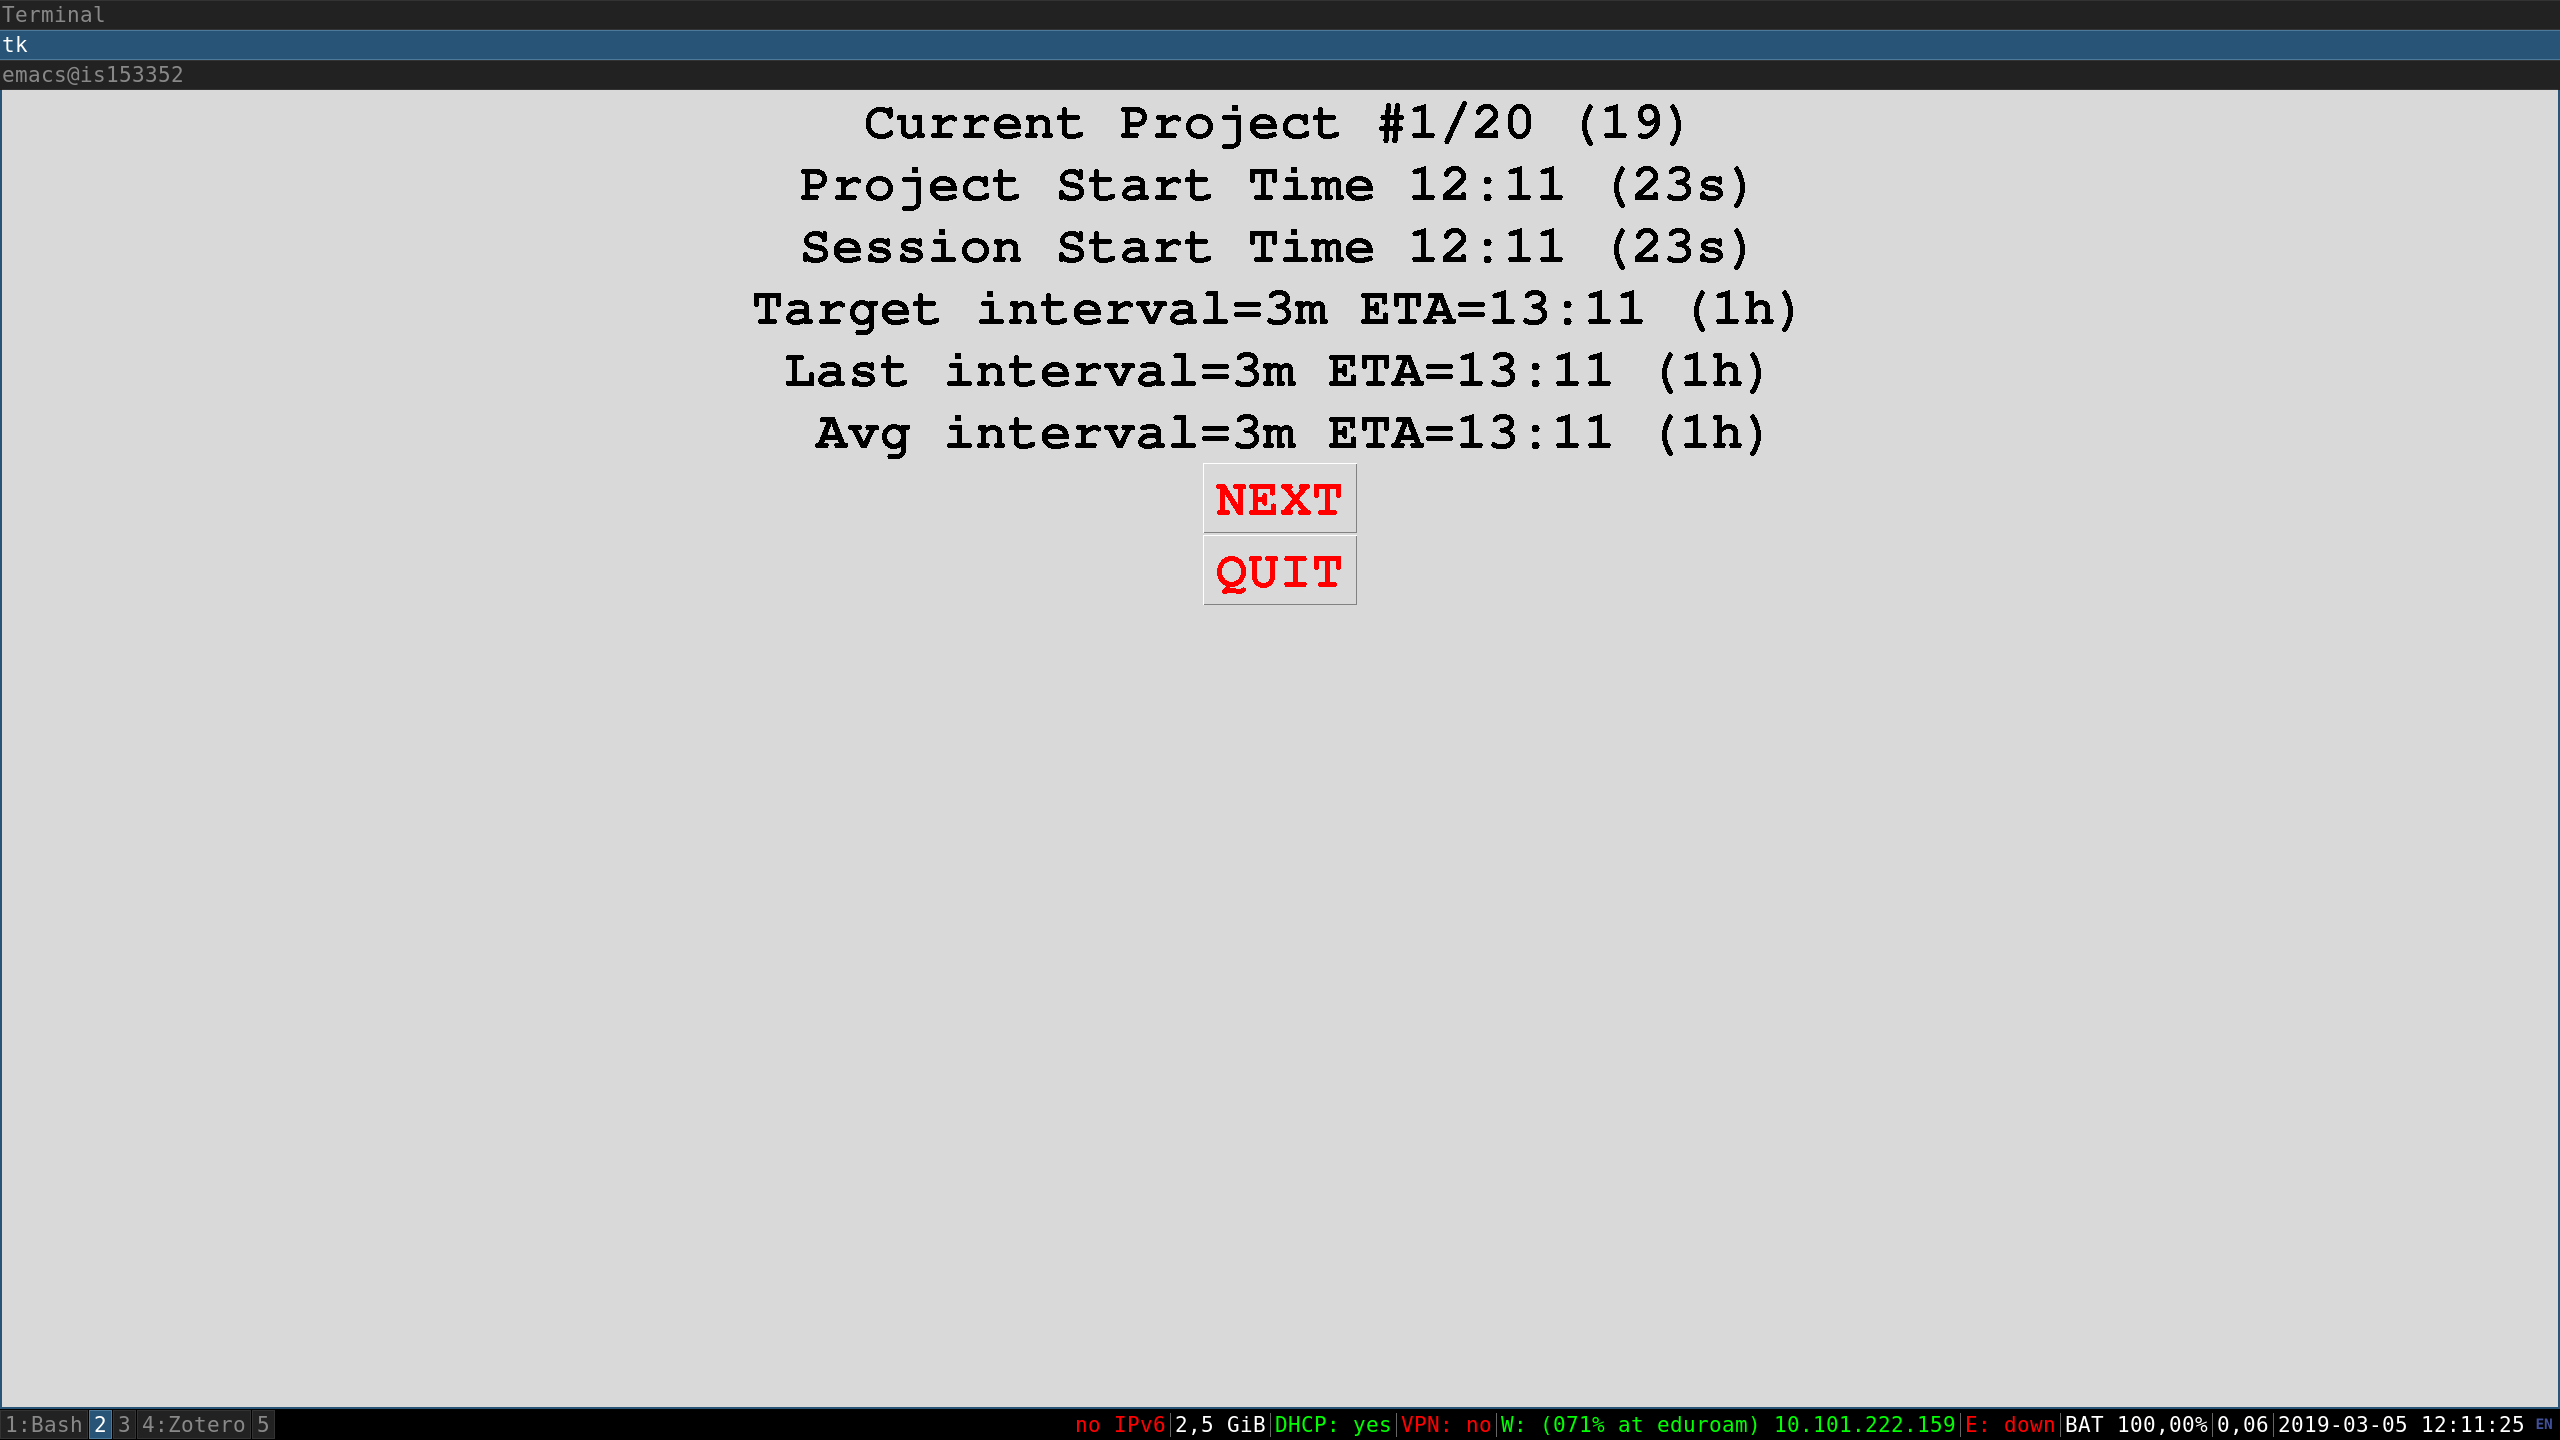 Terminal
tk
emacs@is153352
Current Project #1/20 (19)
Project Start Time 12:11 (23s)
Session Start Time 12:11 (23s)
Target interval=3m ETA=13:11 (1h)
Last interval=3m ETA=13:11 (1h)
Avg interval=3m ETA=13:11 (1h)
NEXT
QUIT
1:Bash 2 3 4:Zotero 5 no IPv6|2,5 GiB|DHCP: yes|VPN: no|W: (071% at eduroam) 10.101.222.159|E: down|BAT 100,00%|0,06|2019-03-05 12:11:25 EN